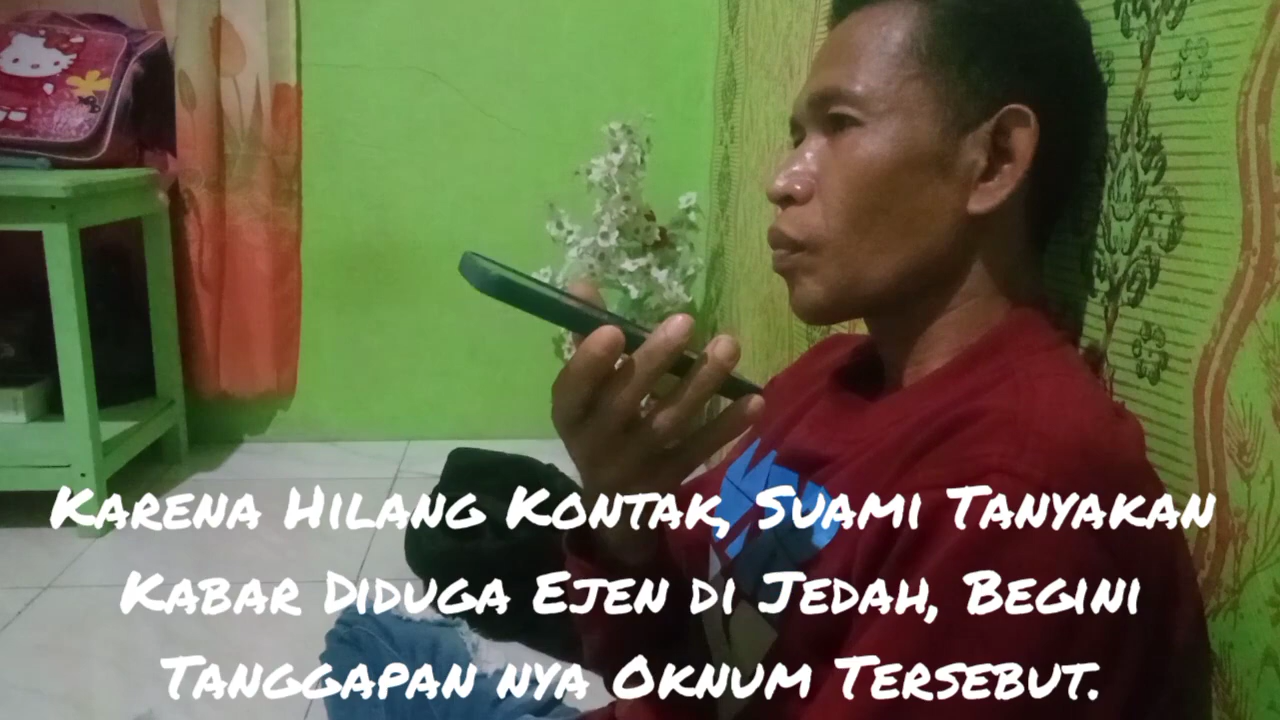 Karena Hilang Kontak, Suami Tanyakan
Kabar Diduga Ejen di Jedah, Begini
Tanggapan nya Oknum Tersebut.